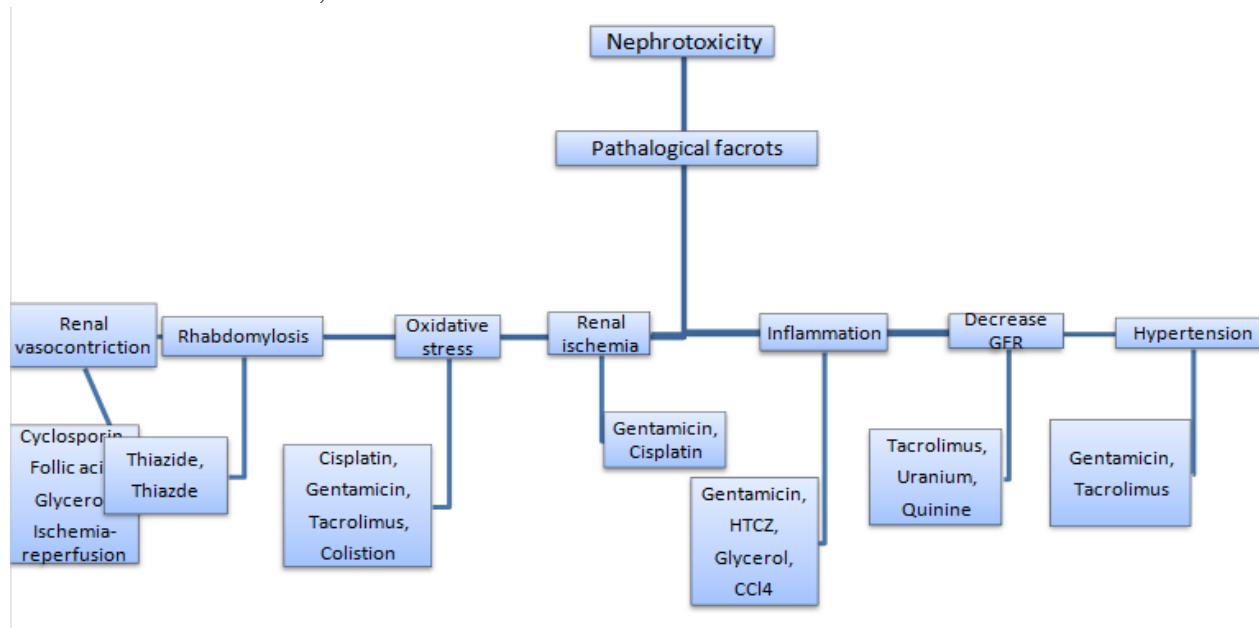 Nephrotoxicity
Pathalogical facrots
Renal
vasocontriction
Rhabdomylosis
Oxidative
stress
Renal
ischemia
Inflammation
Decrease
GFR
Hypertension
Follic
Ischemia-
reperfusion
Thiazide,
Thiazde
Cisplatin,
Gentamicin,
Tacrolimus,
Colistion
Gentamicin,
Cisplatin
Gentamicin,
HTCZ,
Glycerol,
CCl4
Tacrolimus,
Uranium,
Quinine
Gentamicin,
Tacrolimus